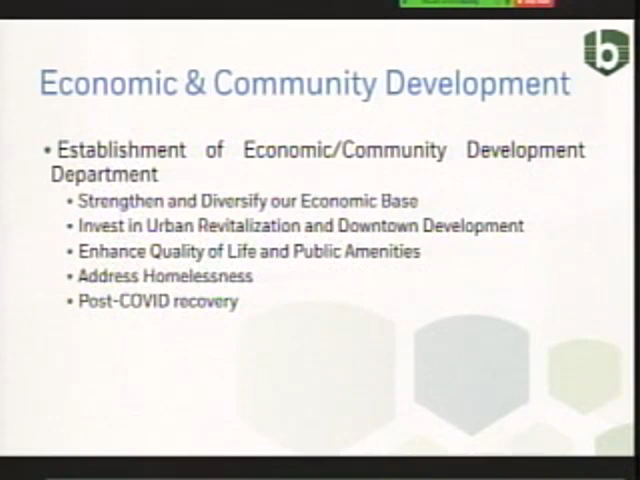 b
Economic & Community Development
• Establishment of Economic/Community Development
Department
• Strengthen and Diversify our Economic Base
• Invest in Urban Revitalization and Downtown Development
• Enhance Quality of Life and Public Amenities
• Address Homelessness
• Post-COVID recovery